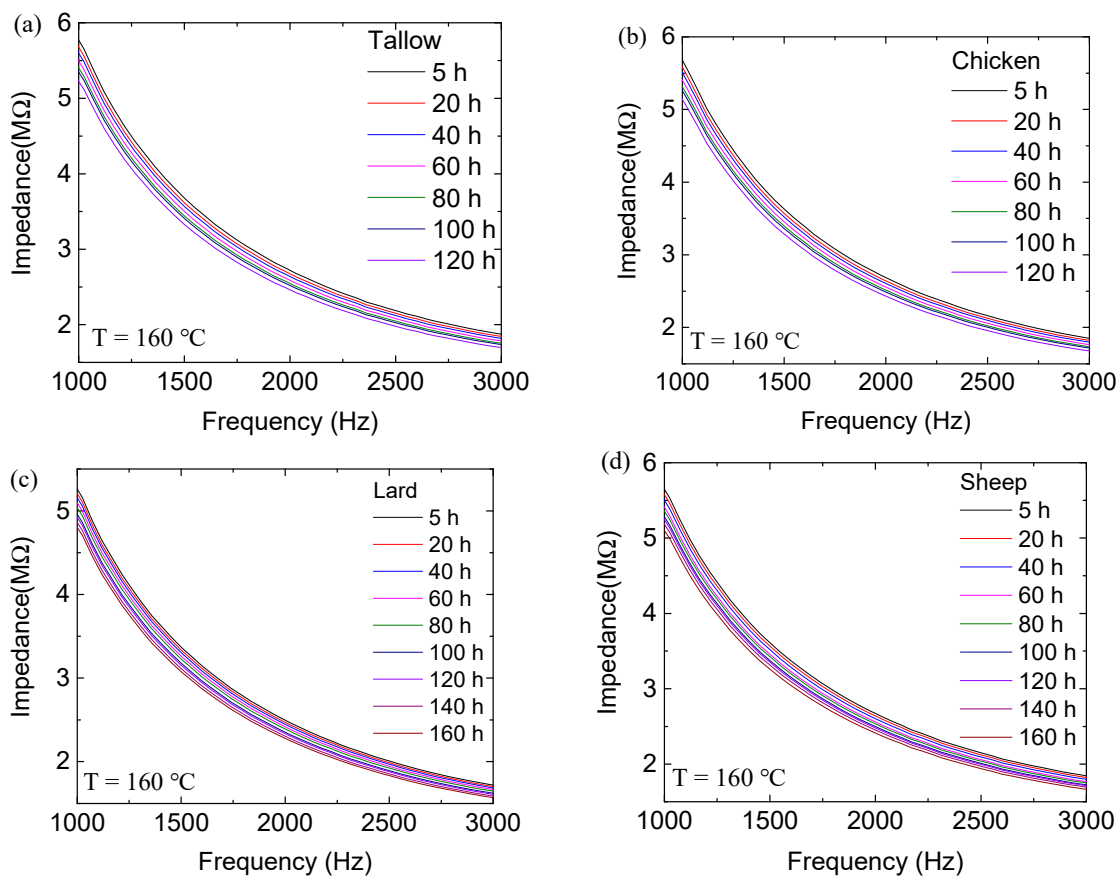 (a)
Tallow
5 h
20 h
40 h
60 h
80 h
100 h
120 h
Impedance(MΩ)
6
5
4
3
2
T = 160 °C
1000 1500 2000 2500 3000
Frequency (Hz)
(b)
Chicken
5 h
20 h
40 h
60 h
80 h
100 h
120 h
Impedance(MΩ)
6
5
4
3
2
T = 160 °C
1000 1500 2000 2500 3000
Frequency (Hz)
(c)
Lard
5 h
20 h
40 h
60 h
80 h
100 h
120 h
140 h
160 h
Impedance(MΩ)
5
4
3
2
T = 160 °C
1000 1500 2000 2500 3000
Frequency (Hz)
(d)
Sheep
5 h
20 h
40 h
60 h
80 h
100 h
120 h
140 h
160 h
Impedance(MΩ)
6
5
4
3
2
T = 160 °C
1000 1500 2000 2500 3000
Frequency (Hz)